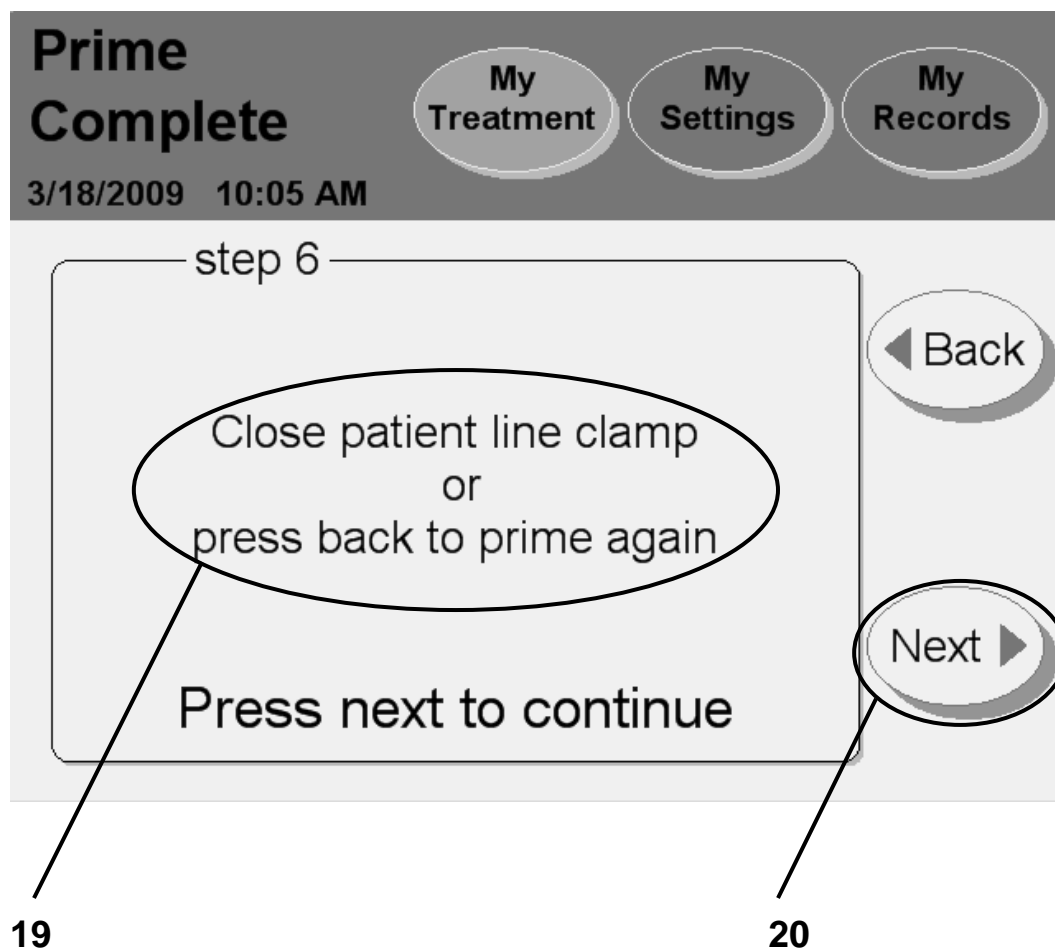 Prime
Complete
3/18/2009 10:05 AM
My
Treatment
My
Settings
My
Records
step 6
Close patient line clamp
or
press back to prime again
Press next to continue
Back
Next
19
20